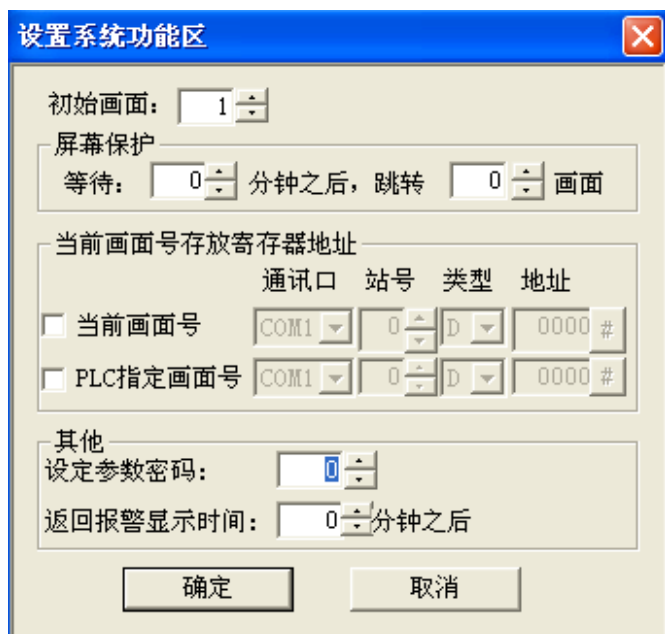 设置系统功能区
初始画面： 1
屏幕保护
等待： 0 分钟之后，跳转 0 画面
当前画面号存放寄存器地址
通讯口 站号 类型 地址
当前画面号 COM1 0 D 0000 #
PLC指定画面号 COM1 0 D 0000 #
其他
设定参数密码： 0
返回报警显示时间： 0 分钟之后
确定 取消